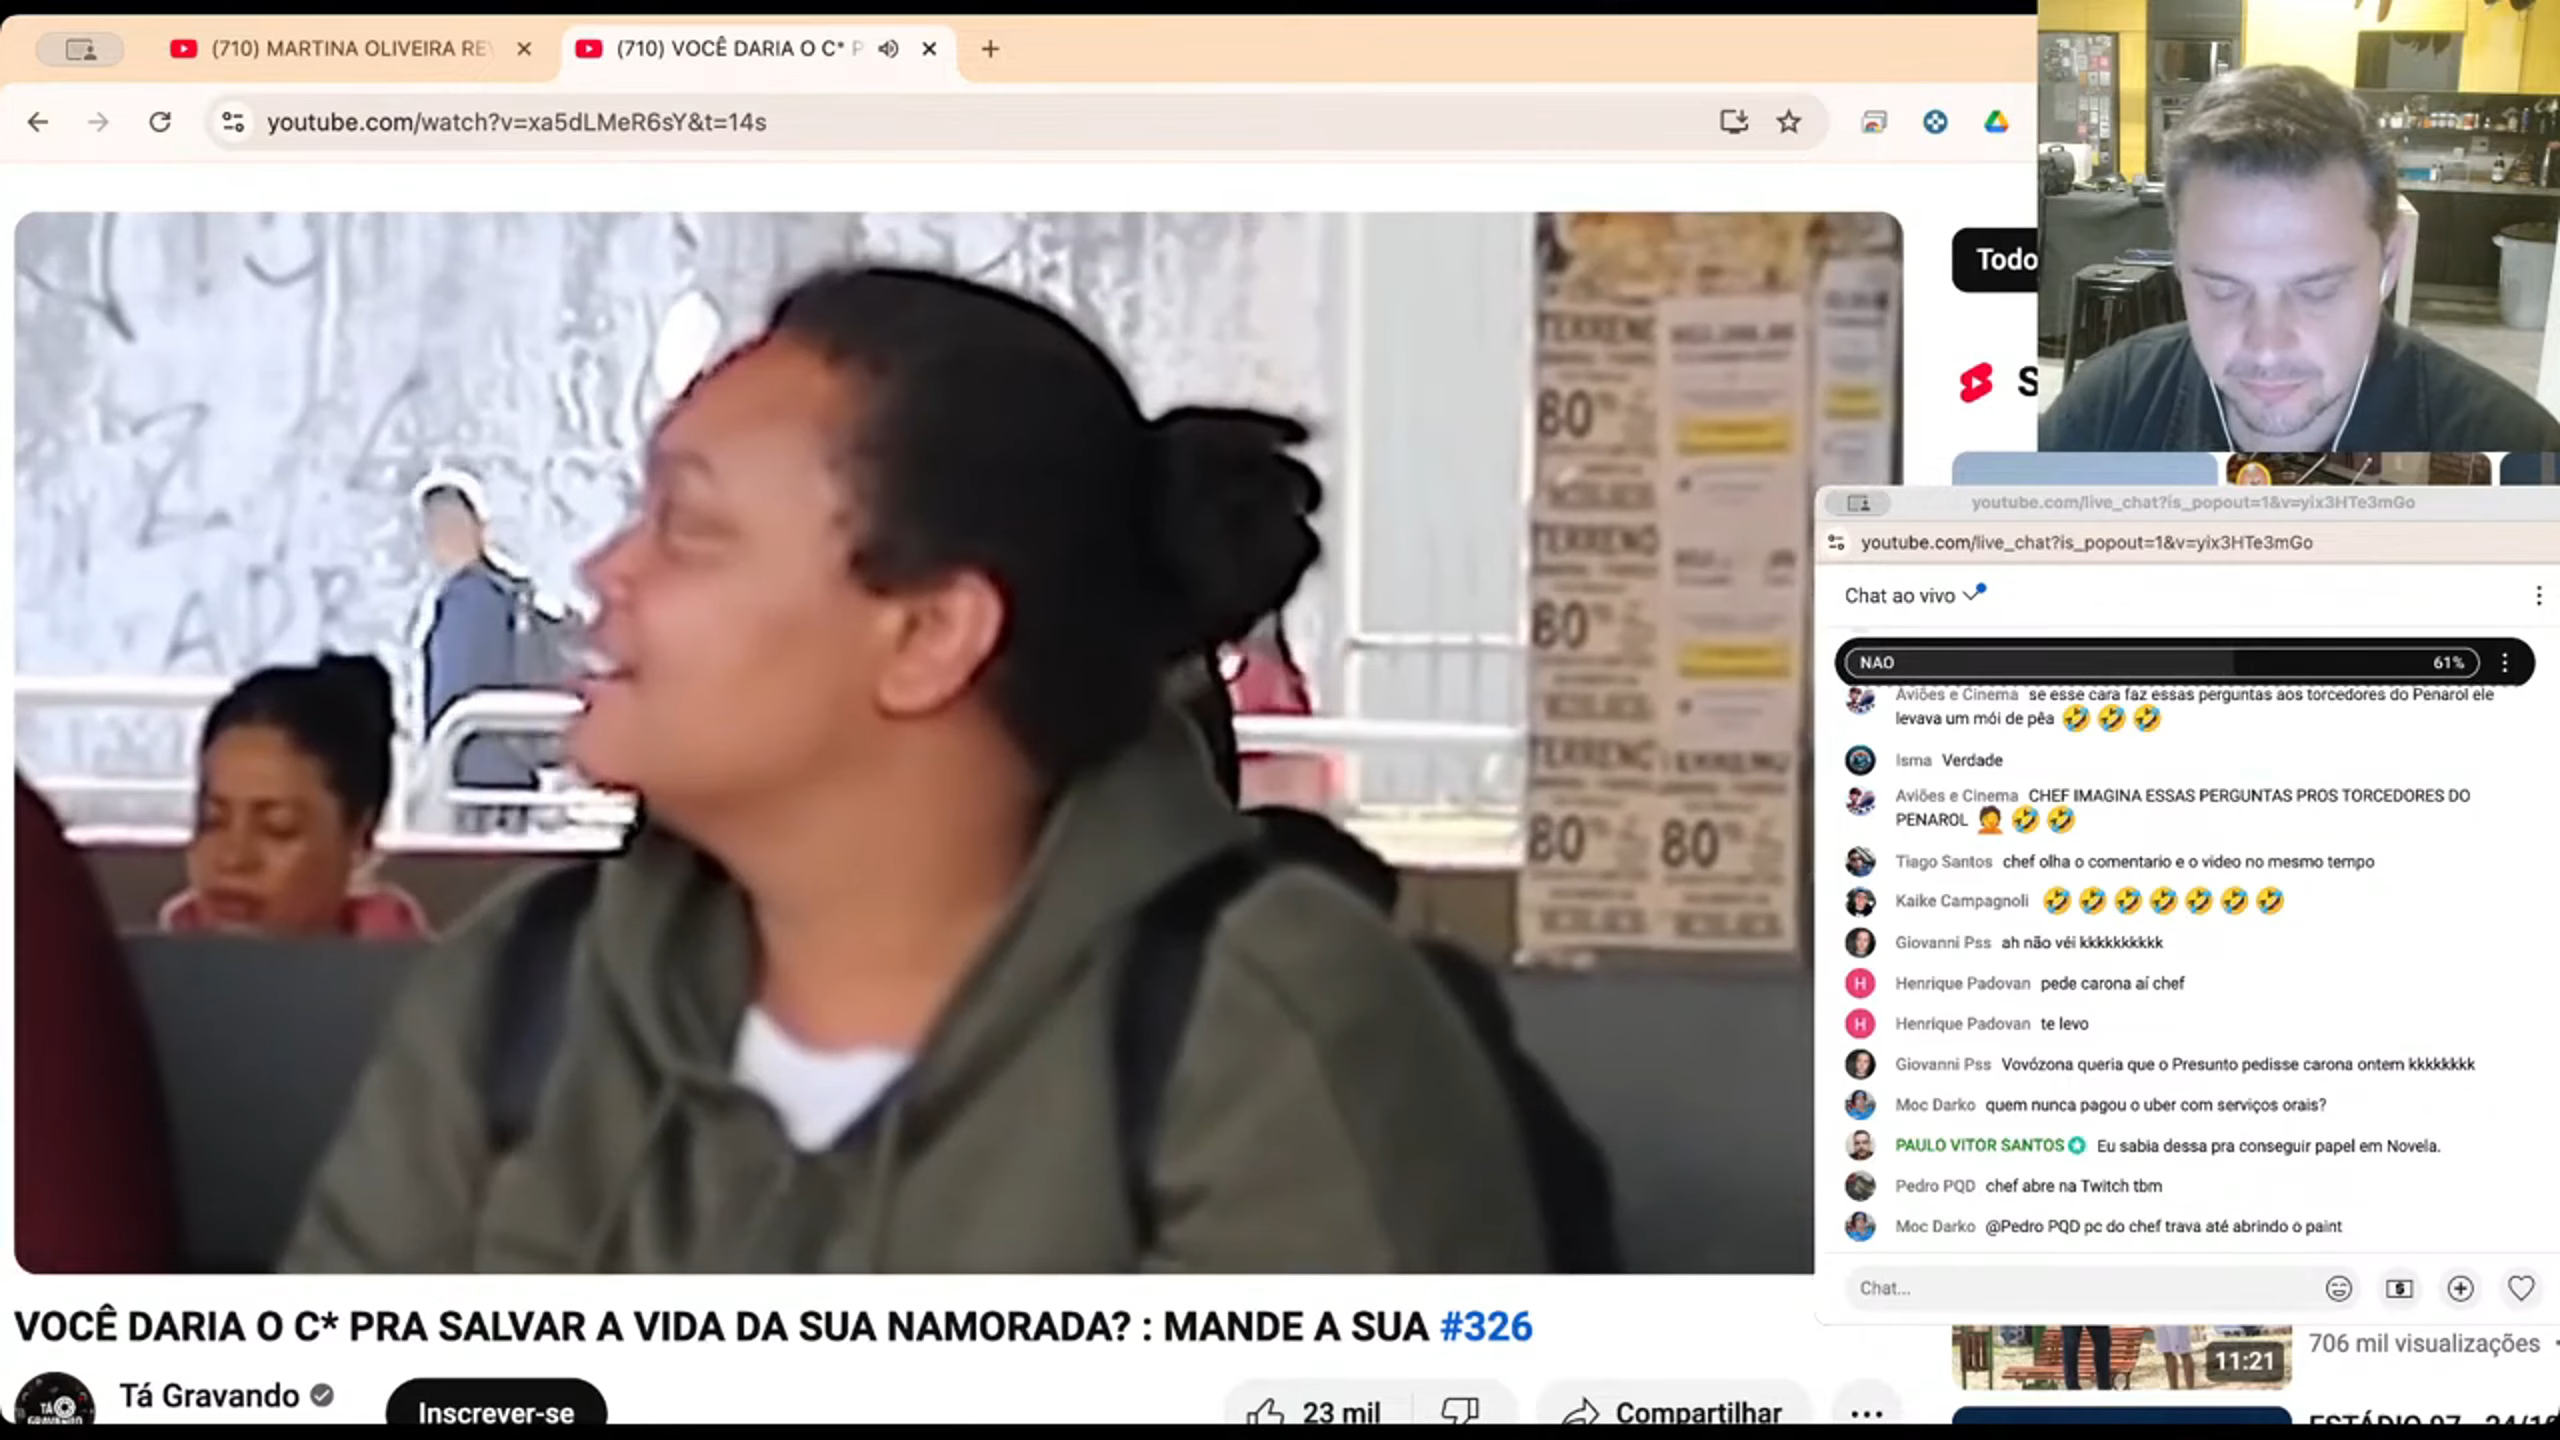 (710) MARTINA OLIVEIRA RE
(710) VOCÊ DARIA O C* P
youtube.com/watch?v=xa5dLMeR6sY&t=14s
Todo
S
ADR
TERRENO
80
TERRENO
80
TERRENO
80
80
youtube.com/live_chat?is_popout=1&v=yix3HTe3mGo
youtube.com/live_chat?is_popout=1&v=yix3HTe3mGo
Chat ao vivo
NAO 61%
Aviões e Cinema se esse cara faz essas perguntas aos torcedores do Penarol ele
levava um mói de pêa 🤣 🤣 🤣
Isma Verdade
Aviões e Cinema CHEF IMAGINA ESSAS PERGUNTAS PROS TORCEDORES DO
PENAROL 🤦 🤣 🤣
Tiago Santos chef olha o comentario e o video no mesmo tempo
Kaike Campagnoli 🤣 🤣 🤣 🤣 🤣 🤣 🤣
Giovanni Pss ah não véi kkkkkkkkkk
H Henrique Padovan pede carona aí chef
H Henrique Padovan te levo
Giovanni Pss Vovózona queria que o Presunto pedisse carona ontem kkkkkkkk
Moc Darko quem nunca pagou o uber com serviços orais?
PAULO VITOR SANTOS Eu sabia dessa pra conseguir papel em Novela.
Pedro PQD chef abre na Twitch tbm
Moc Darko @Pedro PQD pc do chef trava até abrindo o paint
Chat...
VOCÊ DARIA O C* PRA SALVAR A VIDA DA SUA NAMORADA? : MANDE A SUA #326
TÁ
GRAVANDO
Tá Gravando
Inscrever-se
23 mil
Compartilhar
11:21
706 mil visualizações